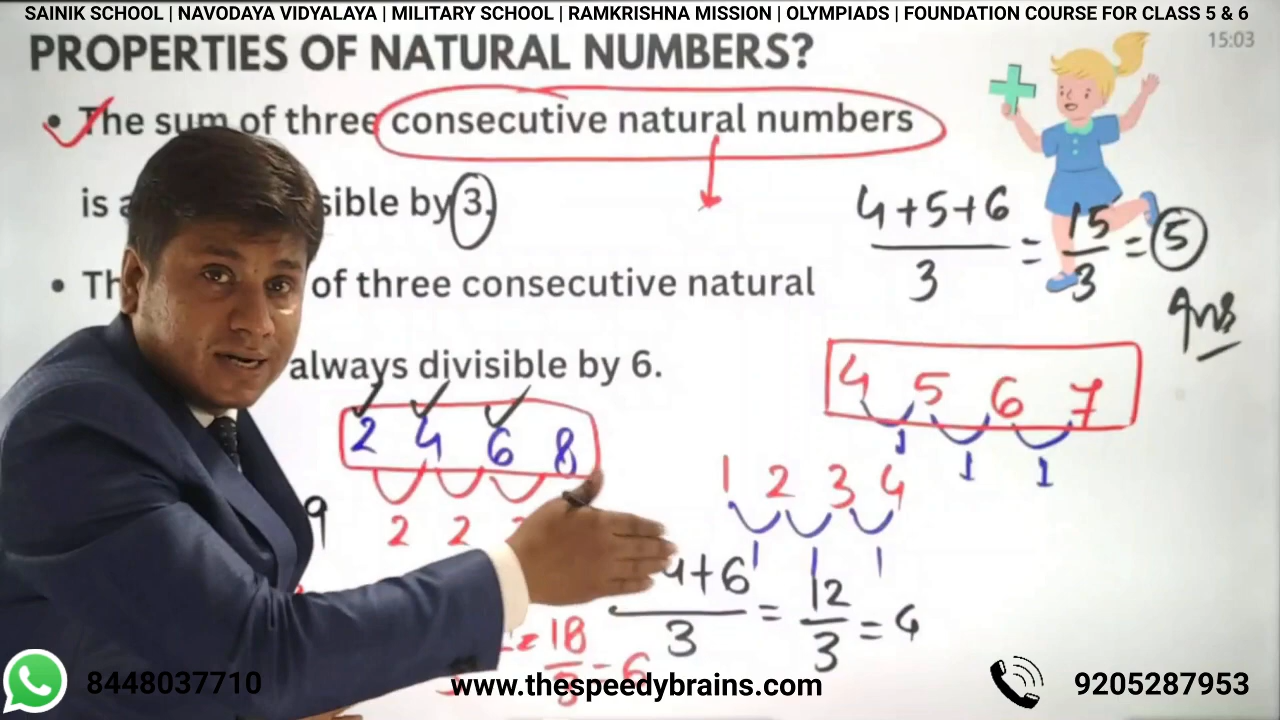 SAINIK SCHOOL | NAVODAYA VIDYALAYA | MILITARY SCHOOL | RAMKRISHNA MISSION | OLYMPIADS | FOUNDATION COURSE FOR CLASS 5 & 6
15:03
PROPERTIES OF NATURAL NUMBERS?
• The sum of three consecutive natural numbers
is sible by 3.
4+5+6 / 3 = 15/3 = 5
Ans
• Th of three consecutive natural
always divisible by 6.
4 5 6 7
1 1 1
2 4 6 8
2 2
1 2 3 4
1 1 1
9
4+6 / 3 = 12/3 = 4
18 = 6
8448037710
www.thespeedybrains.com
9205287953